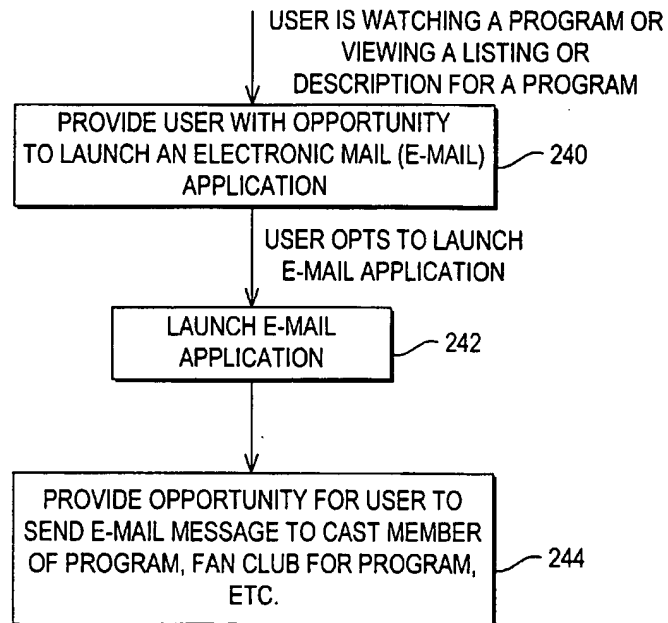 USER IS WATCHING A PROGRAM OR
VIEWING A LISTING OR
DESCRIPTION FOR A PROGRAM
PROVIDE USER WITH OPPORTUNITY
TO LAUNCH AN ELECTRONIC MAIL (E-MAIL)
APPLICATION
240
USER OPTS TO LAUNCH
E-MAIL APPLICATION
LAUNCH E-MAIL
APPLICATION
242
PROVIDE OPPORTUNITY FOR USER TO
SEND E-MAIL MESSAGE TO CAST MEMBER
OF PROGRAM, FAN CLUB FOR PROGRAM,
ETC.
244